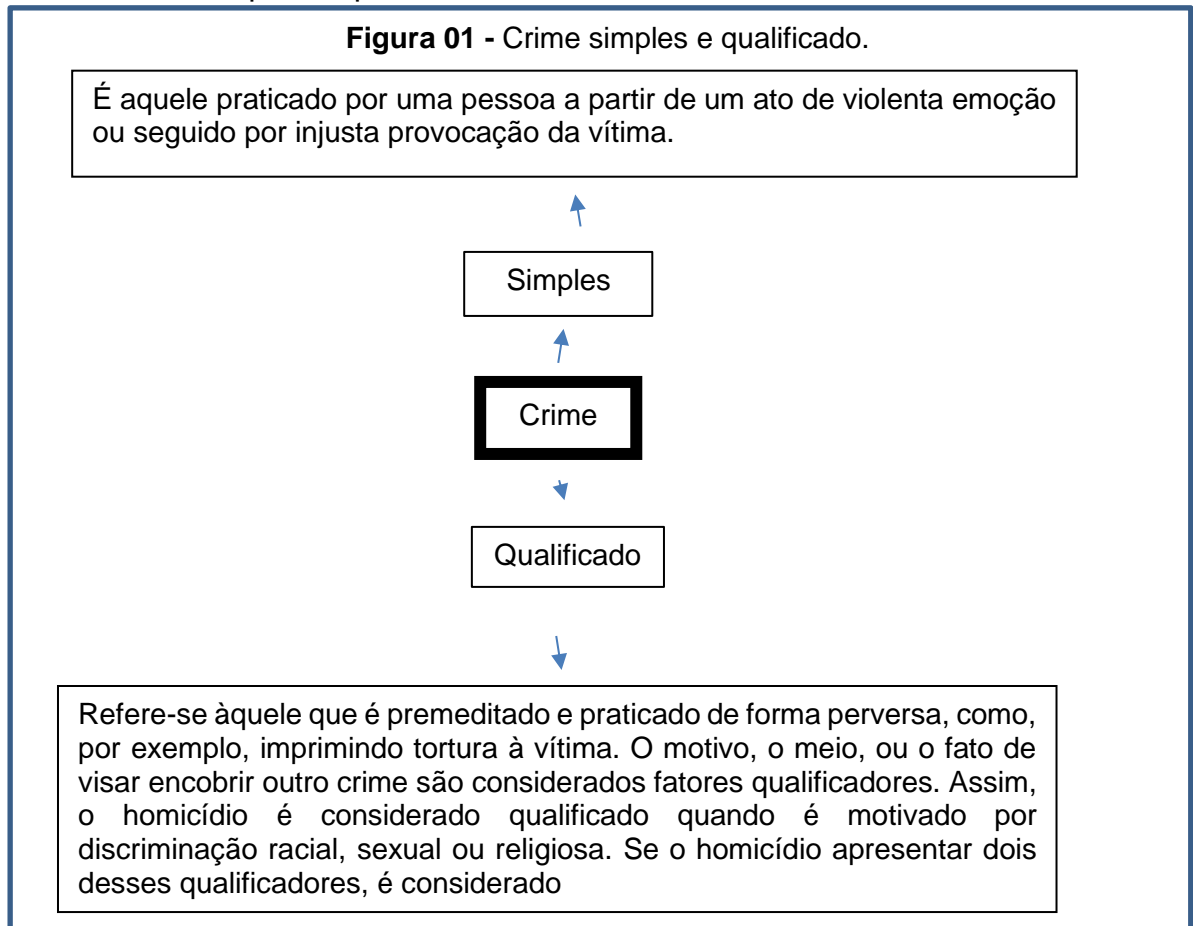 Figura 01 - Crime simples e qualificado.
É aquele praticado por uma pessoa a partir de um ato de violenta emoção
ou seguido por injusta provocação da vítima.
Simples
Crime
Qualificado
Refere-se àquele que é premeditado e praticado de forma perversa, como,
por exemplo, imprimindo tortura à vítima. O motivo, o meio, ou o fato de
visar encobrir outro crime são considerados fatores qualificadores. Assim,
o homicídio é considerado qualificado quando é motivado por
discriminação racial, sexual ou religiosa. Se o homicídio apresentar dois
desses qualificadores, é considerado